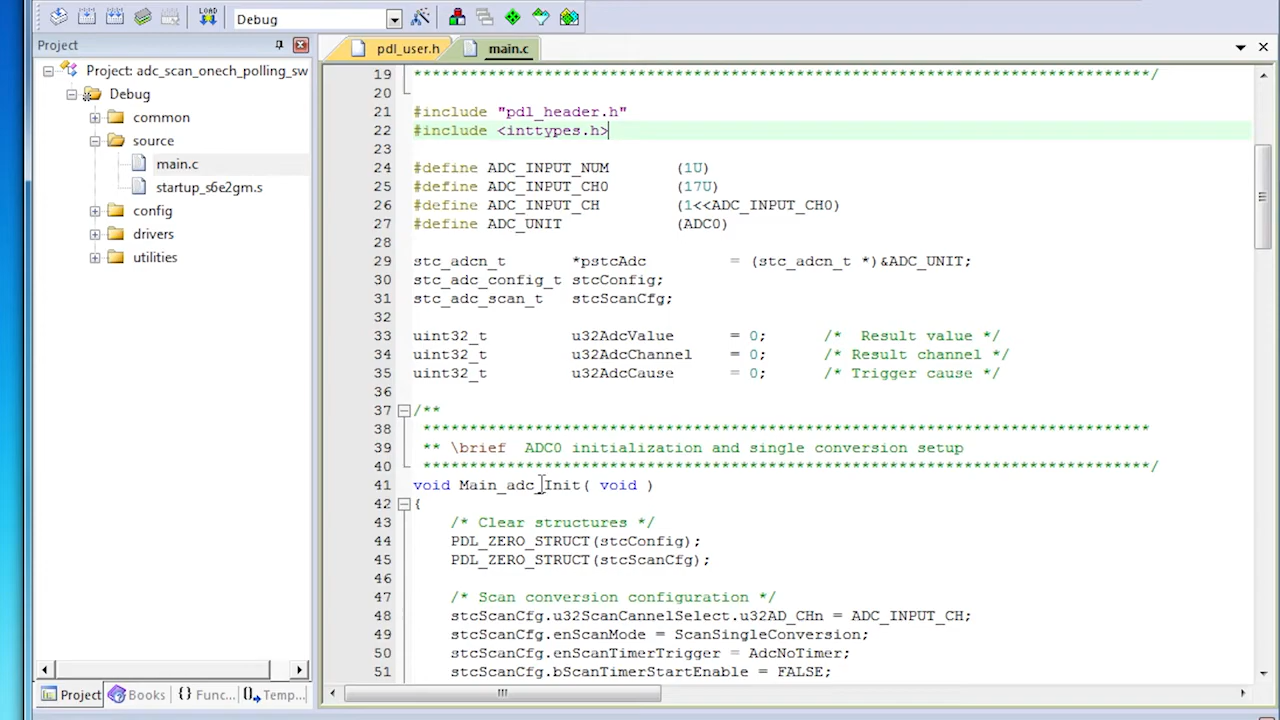 LOAD
Debug
Project
pdl_user.h
main.c
Project: adc_scan_onech_polling_sw
Debug
common
source
main.c
startup_s6e2gm.s
config
drivers
utilities
19 *******************************************************************************/
20
21 #include "pdl_header.h"
22 #include <inttypes.h>
23
24 #define ADC_INPUT_NUM (1U)
25 #define ADC_INPUT_CH0 (17U)
26 #define ADC_INPUT_CH (1<<ADC_INPUT_CH0)
27 #define ADC_UNIT (ADC0)
28
29 stc_adcn_t *pstcAdc = (stc_adcn_t *)&ADC_UNIT;
30 stc_adc_config_t stcConfig;
31 stc_adc_scan_t stcScanCfg;
32
33 uint32_t u32AdcValue = 0; /* Result value */
34 uint32_t u32AdcChannel = 0; /* Result channel */
35 uint32_t u32AdcCause = 0; /* Trigger cause */
36
37 /**
38 ******************************************************************************
39 ** \brief ADC0 initialization and single conversion setup
40 ******************************************************************************/
41 void Main_adc_Init( void )
42 {
43 /* Clear structures */
44 PDL_ZERO_STRUCT(stcConfig);
45 PDL_ZERO_STRUCT(stcScanCfg);
46
47 /* Scan conversion configuration */
48 stcScanCfg.u32ScanCannelSelect.u32AD_CHn = ADC_INPUT_CH;
49 stcScanCfg.enScanMode = ScanSingleConversion;
50 stcScanCfg.enScanTimerTrigger = AdcNoTimer;
51 stcScanCfg.bScanTimerStartEnable = FALSE;
Project
Books
{} Func...
Temp...